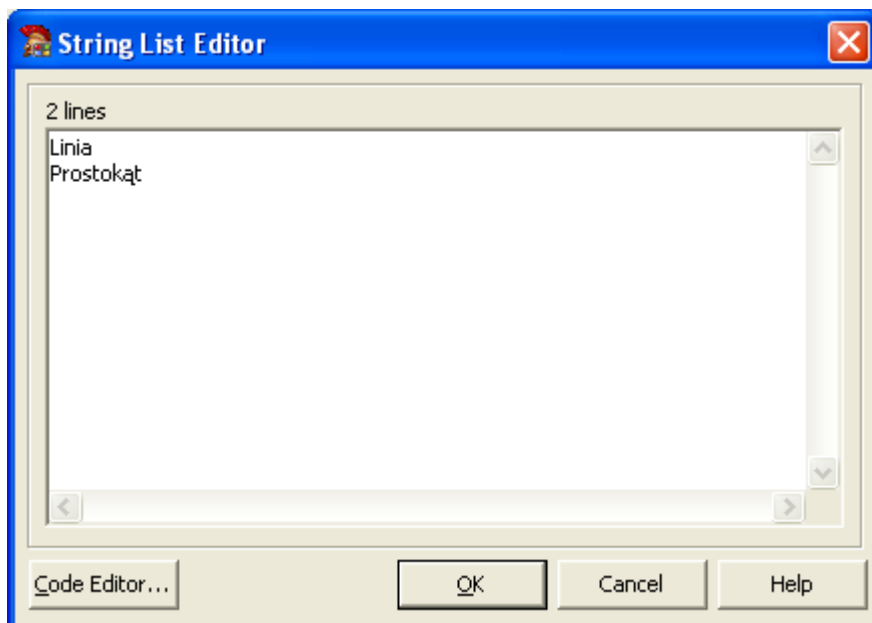 String List Editor
2 lines
Linia
Prostokąt
Code Editor... OK Cancel Help